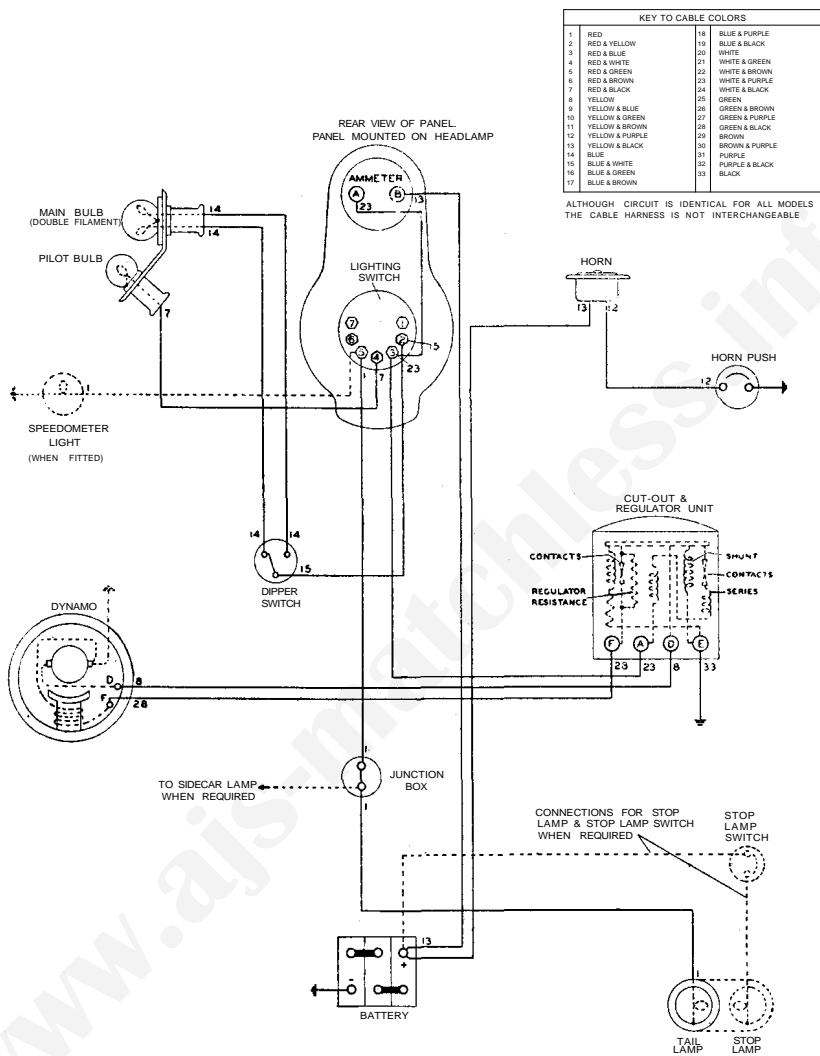 KEY TO CABLE COLORS
1 RED
2 RED & YELLOW
3 RED & BLUE
4 RED & WHITE
5 RED & GREEN
6 RED & BROWN
7 RED & BLACK
8 YELLOW
9 YELLOW & BLUE
10 YELLOW & GREEN
11 YELLOW & BROWN
12 YELLOW & PURPLE
13 YELLOW & BLACK
14 BLUE
15 BLUE & WHITE
16 BLUE & GREEN
17 BLUE & BROWN
18 BLUE & PURPLE
19 BLUE & BLACK
20 WHITE
21 WHITE & GREEN
22 WHITE & BROWN
23 WHITE & PURPLE
24 WHITE & BLACK
25 GREEN
26 GREEN & BROWN
27 GREEN & PURPLE
28 GREEN & BLACK
29 BROWN
30 BROWN & PURPLE
31 PURPLE
32 PURPLE & BLACK
33 BLACK
ALTHOUGH CIRCUIT IS IDENTICAL FOR ALL MODELS
THE CABLE HARNESS IS NOT INTERCHANGEABLE
REAR VIEW OF PANEL.
PANEL MOUNTED ON HEADLAMP
AMMETER
A B
23 13
MAIN BULB
(DOUBLE FILAMENT)
14
14
PILOT BULB
7
LIGHTING
SWITCH
7 1
6 2
5 4 3
15
1 7 23
HORN
13 12
HORN PUSH
12
1
SPEEDOMETER
LIGHT
(WHEN FITTED)
14 14
15
DIPPER
SWITCH
CUT-OUT &
REGULATOR UNIT
CONTACTS
SHUNT
CONTACTS
REGULATOR
RESISTANCE
SERIES
F A D E
28 23 8 33
DYNAMO
D 8
F 28
1
JUNCTION
BOX
1
TO SIDECAR LAMP
WHEN REQUIRED
CONNECTIONS FOR STOP
LAMP & STOP LAMP SWITCH
WHEN REQUIRED
STOP
LAMP
SWITCH
13
+
-
BATTERY
1
TAIL
LAMP
STOP
LAMP